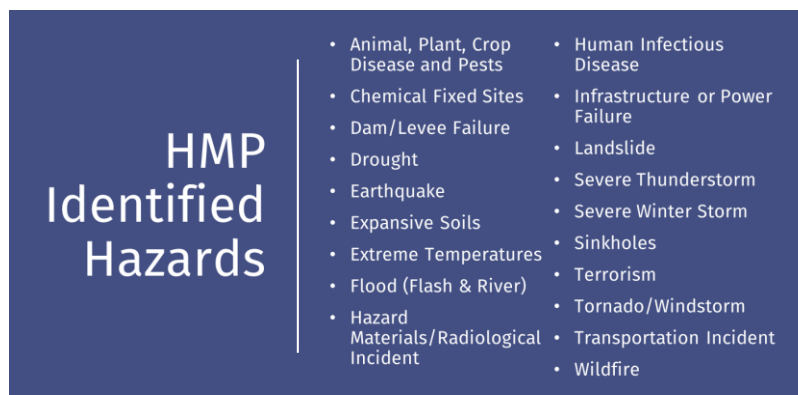 HMP
Identified
Hazards
• Animal, Plant, Crop
Disease and Pests
• Chemical Fixed Sites
• Dam/Levee Failure
• Drought
• Earthquake
• Expansive Soils
• Extreme Temperatures
• Flood (Flash & River)
• Hazard
Materials/Radiological
Incident
• Human Infectious
Disease
• Infrastructure or Power
Failure
• Landslide
• Severe Thunderstorm
• Severe Winter Storm
• Sinkholes
• Terrorism
• Tornado/Windstorm
• Transportation Incident
• Wildfire